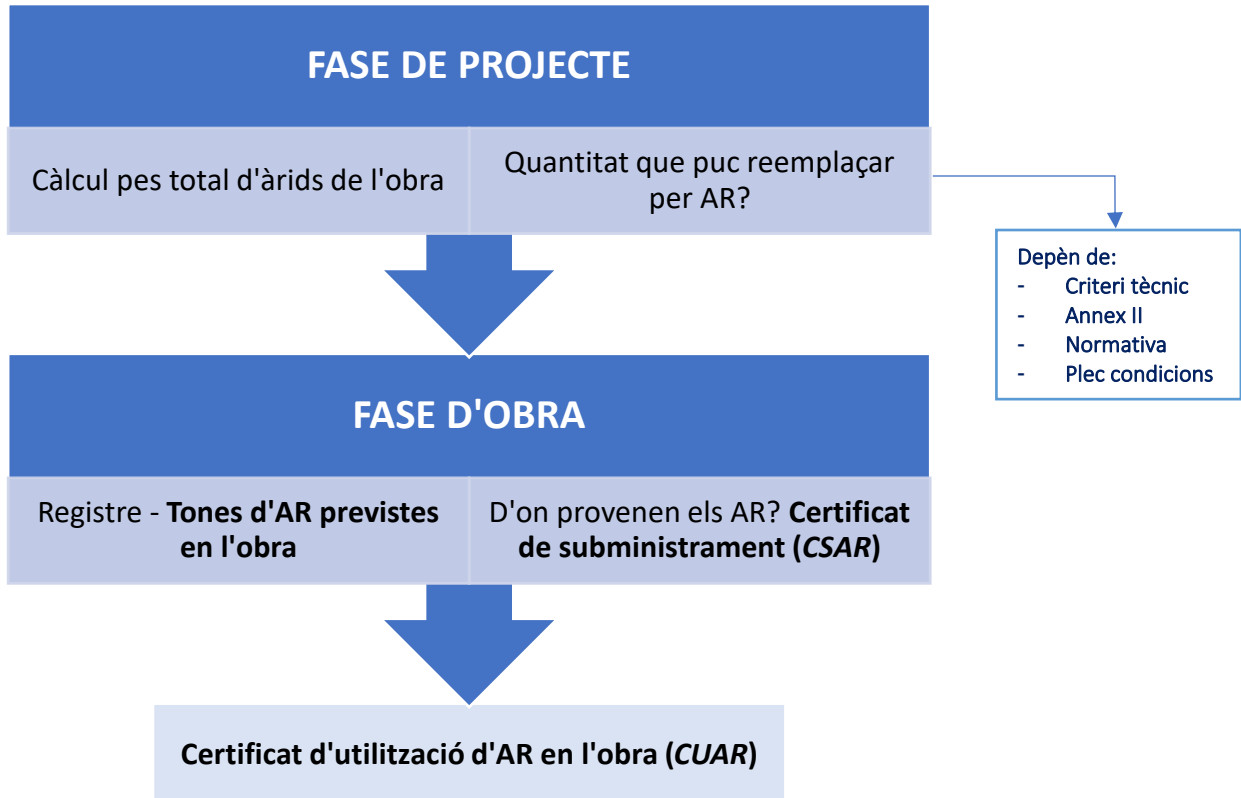 FASE DE PROJECTE
Càlcul pes total d'àrids de l'obra
Quantitat que puc reemplaçar
per AR?
Depèn de:
- Criteri tècnic
- Annex II
- Normativa
- Plec condicions
FASE D'OBRA
Registre - Tones d'AR previstes
en l'obra
D'on provenen els AR? Certificat
de subministrament (CSAR)
Certificat d'utilització d'AR en l'obra (CUAR)